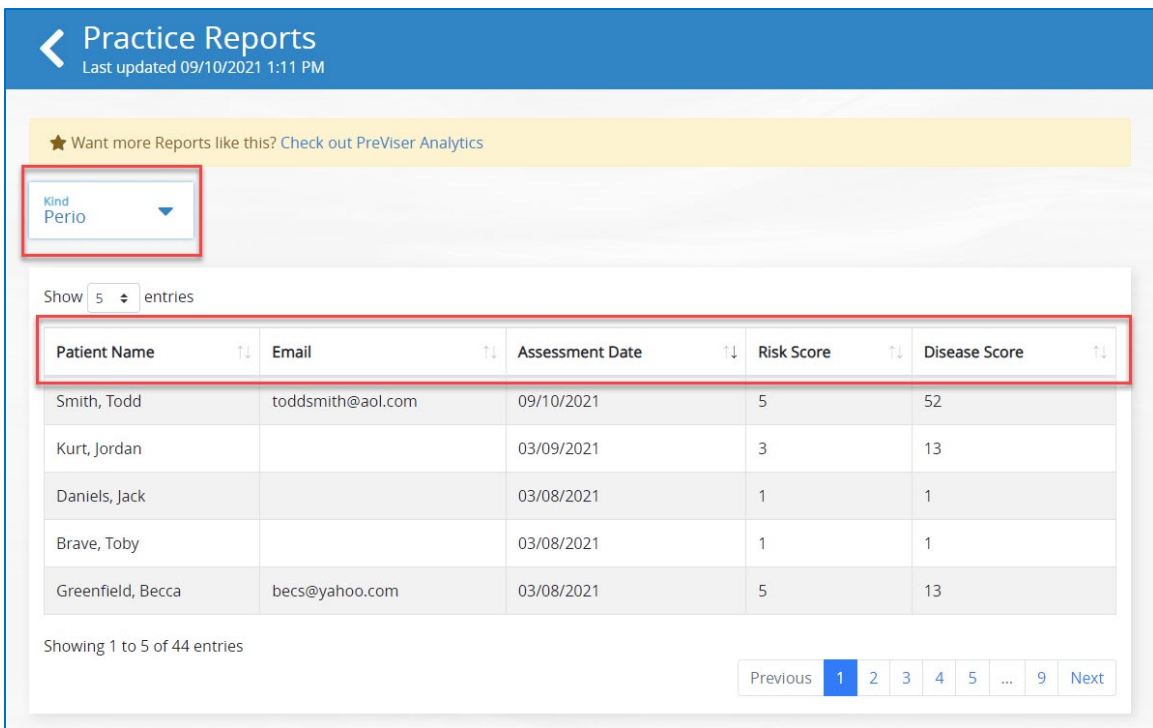 Practice Reports
Last updated 09/10/2021 1:11 PM
Want more Reports like this? Check out PreViser Analytics
Kind
Perio
Show 5 entries
Patient Name Email Assessment Date Risk Score Disease Score
Smith, Todd toddsmith@aol.com 09/10/2021 5 52
Kurt, Jordan 03/09/2021 3 13
Daniels, Jack 03/08/2021 1 1
Brave, Toby 03/08/2021 1 1
Greenfield, Becca becs@yahoo.com 03/08/2021 5 13
Showing 1 to 5 of 44 entries
Previous 1 2 3 4 5 ... 9 Next